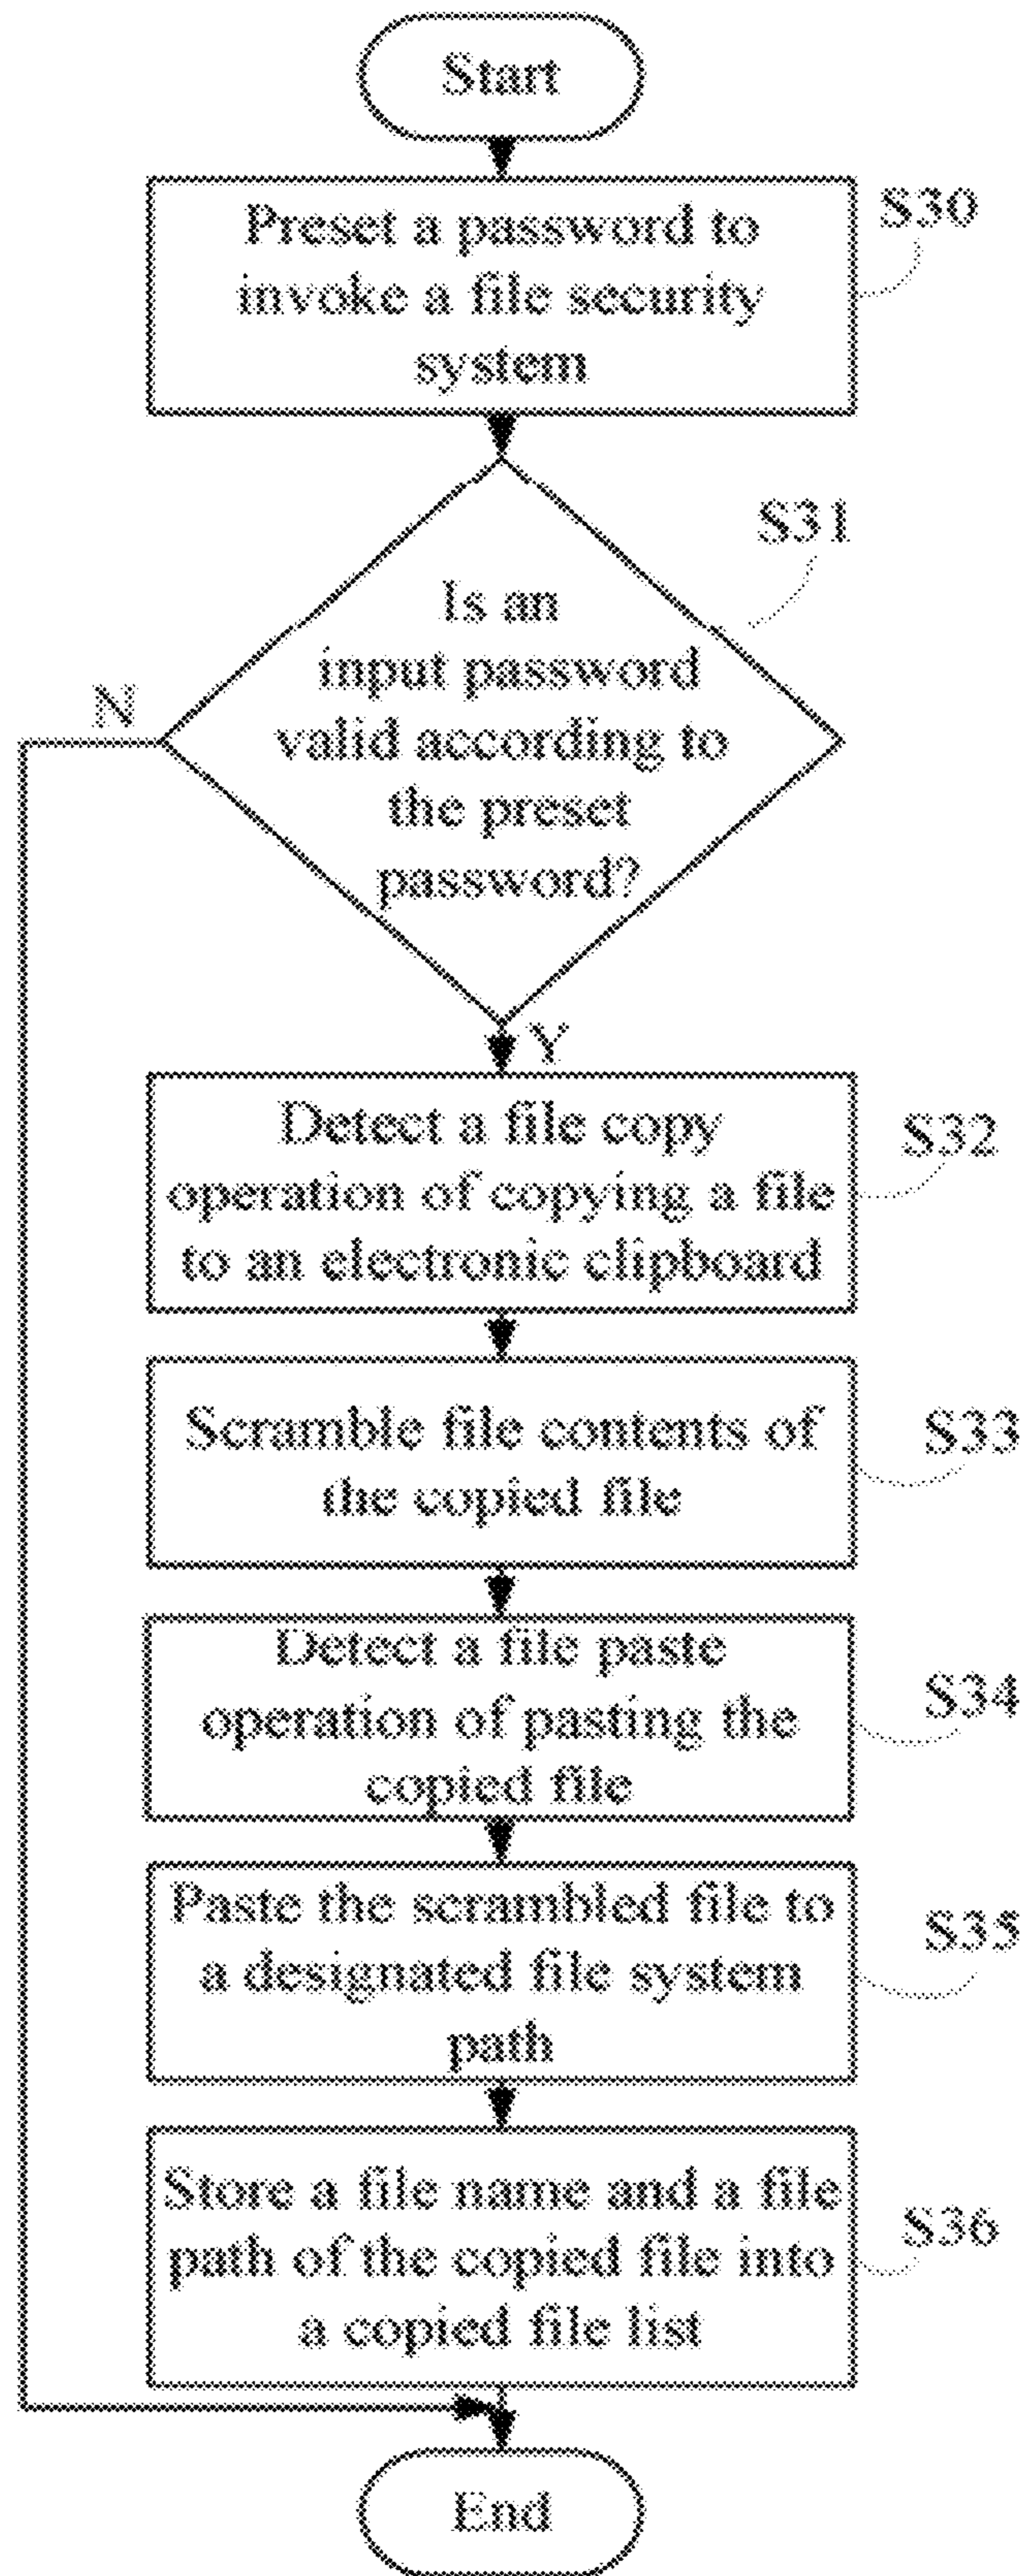 Start
Preset a password to
invoke a file security
system
S30
Is an
input password
valid according to
the preset
password?
S31
N
Y
Detect a file copy
operation of copying a file
to an electronic clipboard
S32
Scramble file contents of
the copied file
S33
Detect a file paste
operation of pasting the
copied file
S34
Paste the scrambled file to
a designated file system
path
S35
Store a file name and a file
path of the copied file into
a copied file list
S36
End